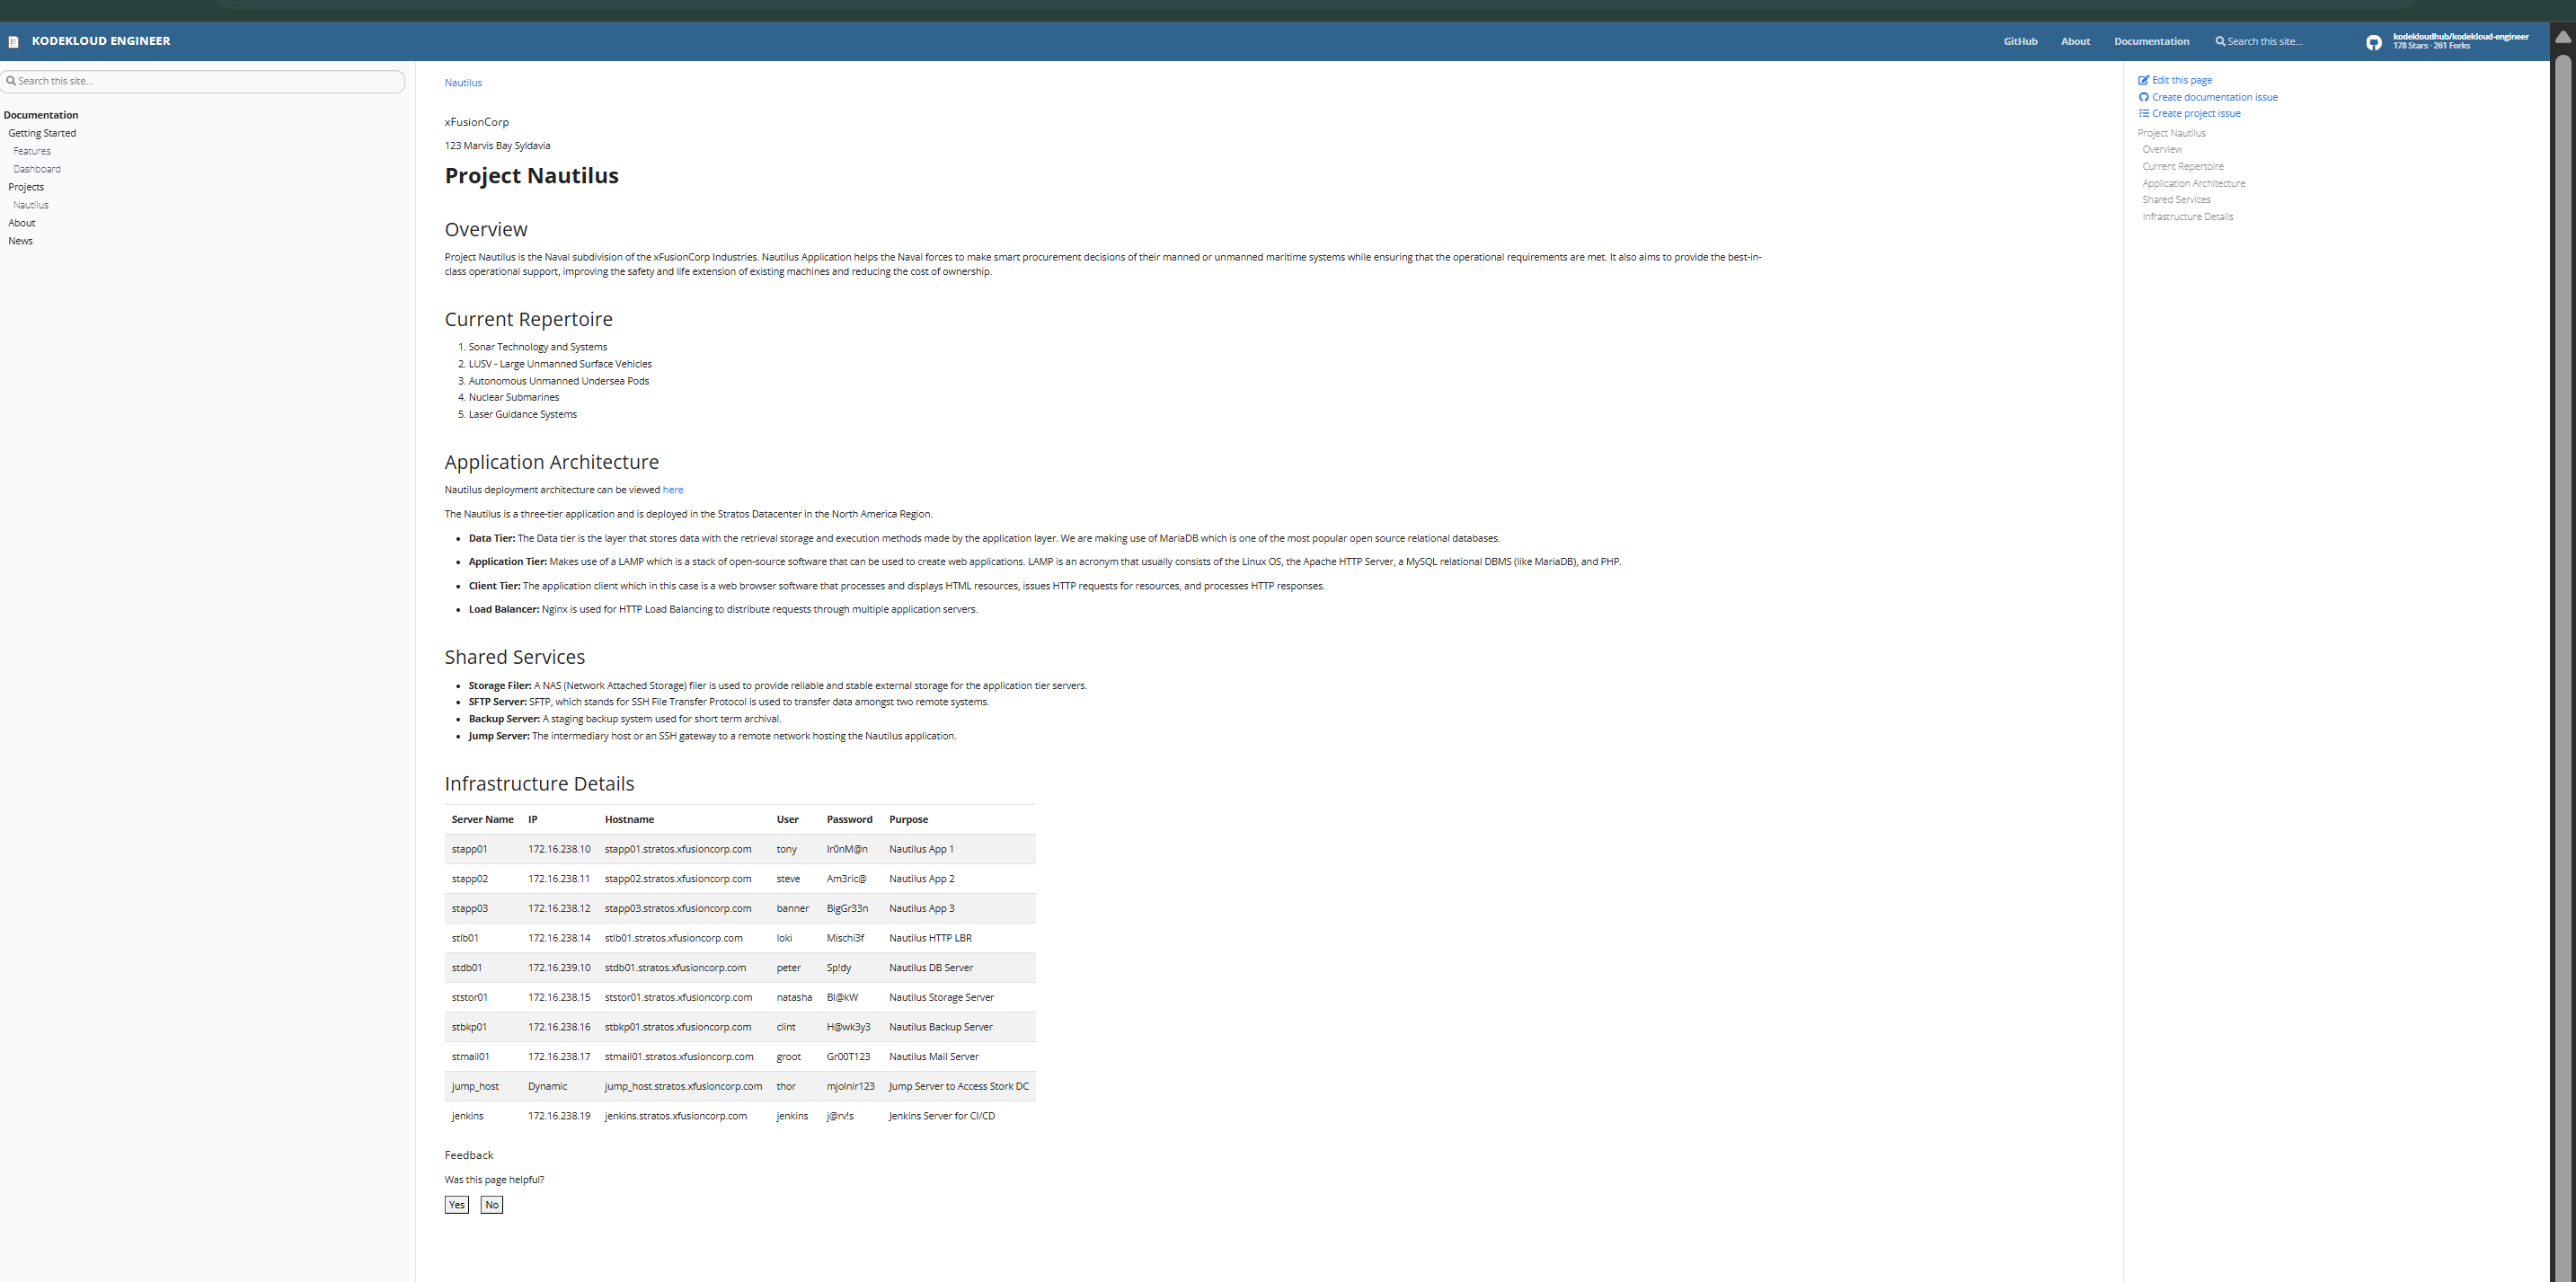 KODEKLOUD ENGINEER
GitHub
About
Documentation
Search this site...
kodekloudhub/kodekloud-engineer
178 Stars · 261 Forks
Search this site...
Documentation
Getting Started
Features
Dashboard
Projects
Nautilus
About
News
Nautilus
xFusionCorp
123 Marvis Bay Syldavia
Project Nautilus
Overview
Project Nautilus is the Naval subdivision of the xFusionCorp Industries. Nautilus Application helps the Naval forces to make smart procurement decisions of their manned or unmanned maritime systems while ensuring that the operational requirements are met. It also aims to provide the best-in-
class operational support, improving the safety and life extension of existing machines and reducing the cost of ownership.
Current Repertoire
1. Sonar Technology and Systems
2. LUSV - Large Unmanned Surface Vehicles
3. Autonomous Unmanned Undersea Pods
4. Nuclear Submarines
5. Laser Guidance Systems
Application Architecture
Nautilus deployment architecture can be viewed here
The Nautilus is a three-tier application and is deployed in the Stratos Datacenter in the North America Region.
• Data Tier: The Data tier is the layer that stores data with the retrieval storage and execution methods made by the application layer. We are making use of MariaDB which is one of the most popular open source relational databases.
• Application Tier: Makes use of a LAMP which is a stack of open-source software that can be used to create web applications. LAMP is an acronym that usually consists of the Linux OS, the Apache HTTP Server, a MySQL relational DBMS (like MariaDB), and PHP.
• Client Tier: The application client which in this case is a web browser software that processes and displays HTML resources, issues HTTP requests for resources, and processes HTTP responses.
• Load Balancer: Nginx is used for HTTP Load Balancing to distribute requests through multiple application servers.
Shared Services
• Storage Filer: A NAS (Network Attached Storage) filer is used to provide reliable and stable external storage for the application tier servers.
• SFTP Server: SFTP, which stands for SSH File Transfer Protocol is used to transfer data amongst two remote systems.
• Backup Server: A staging backup system used for short term archival.
• Jump Server: The intermediary host or an SSH gateway to a remote network hosting the Nautilus application.
Infrastructure Details
Server Name IP Hostname User Password Purpose
stapp01 172.16.238.10 stapp01.stratos.xfusioncorp.com tony Ir0nM@n Nautilus App 1
stapp02 172.16.238.11 stapp02.stratos.xfusioncorp.com steve Am3ric@ Nautilus App 2
stapp03 172.16.238.12 stapp03.stratos.xfusioncorp.com banner BigGr33n Nautilus App 3
stlb01 172.16.238.14 stlb01.stratos.xfusioncorp.com loki Mischi3f Nautilus HTTP LBR
stdb01 172.16.239.10 stdb01.stratos.xfusioncorp.com peter Sp!dy Nautilus DB Server
ststor01 172.16.238.15 ststor01.stratos.xfusioncorp.com natasha Bl@kW Nautilus Storage Server
stbkp01 172.16.238.16 stbkp01.stratos.xfusioncorp.com clint H@wk3y3 Nautilus Backup Server
stmail01 172.16.238.17 stmail01.stratos.xfusioncorp.com groot Gr00T123 Nautilus Mail Server
jump_host Dynamic jump_host.stratos.xfusioncorp.com thor mjolnir123 Jump Server to Access Stork DC
jenkins 172.16.238.19 jenkins.stratos.xfusioncorp.com jenkins j@rv!s Jenkins Server for CI/CD
Feedback
Was this page helpful?
Yes No
Edit this page
Create documentation issue
Create project issue
Project Nautilus
Overview
Current Repertoire
Application Architecture
Shared Services
Infrastructure Details